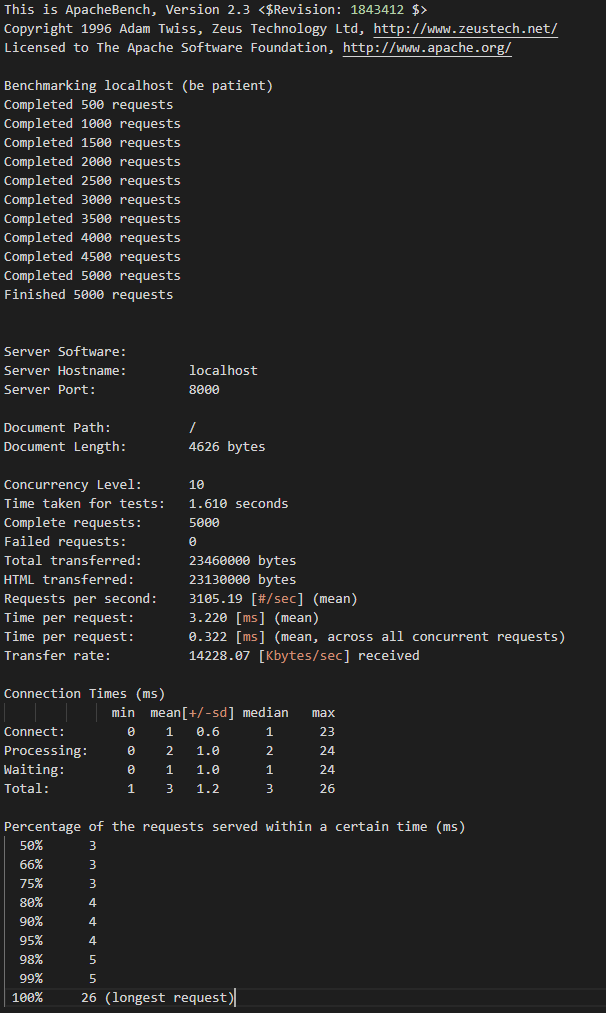 This is ApacheBench, Version 2.3 <$Revision: 1843412 $>
Copyright 1996 Adam Twiss, Zeus Technology Ltd, http://www.zeustech.net/
Licensed to The Apache Software Foundation, http://www.apache.org/

Benchmarking localhost (be patient)
Completed 500 requests
Completed 1000 requests
Completed 1500 requests
Completed 2000 requests
Completed 2500 requests
Completed 3000 requests
Completed 3500 requests
Completed 4000 requests
Completed 4500 requests
Completed 5000 requests
Finished 5000 requests

Server Software:
Server Hostname:        localhost
Server Port:            8000

Document Path:          /
Document Length:        4626 bytes

Concurrency Level:      10
Time taken for tests:   1.610 seconds
Complete requests:      5000
Failed requests:        0
Total transferred:      23460000 bytes
HTML transferred:       23130000 bytes
Requests per second:    3105.19 [#/sec] (mean)
Time per request:       3.220 [ms] (mean)
Time per request:       0.322 [ms] (mean, across all concurrent requests)
Transfer rate:          14228.07 [Kbytes/sec] received

Connection Times (ms)
              min  mean[+/-sd] median   max
Connect:        0    1   0.6      1      23
Processing:     0    2   1.0      2      24
Waiting:        0    1   1.0      1      24
Total:          1    3   1.2      3      26

Percentage of the requests served within a certain time (ms)
  50%      3
  66%      3
  75%      3
  80%      4
  90%      4
  95%      4
  98%      5
  99%      5
 100%     26 (longest request)